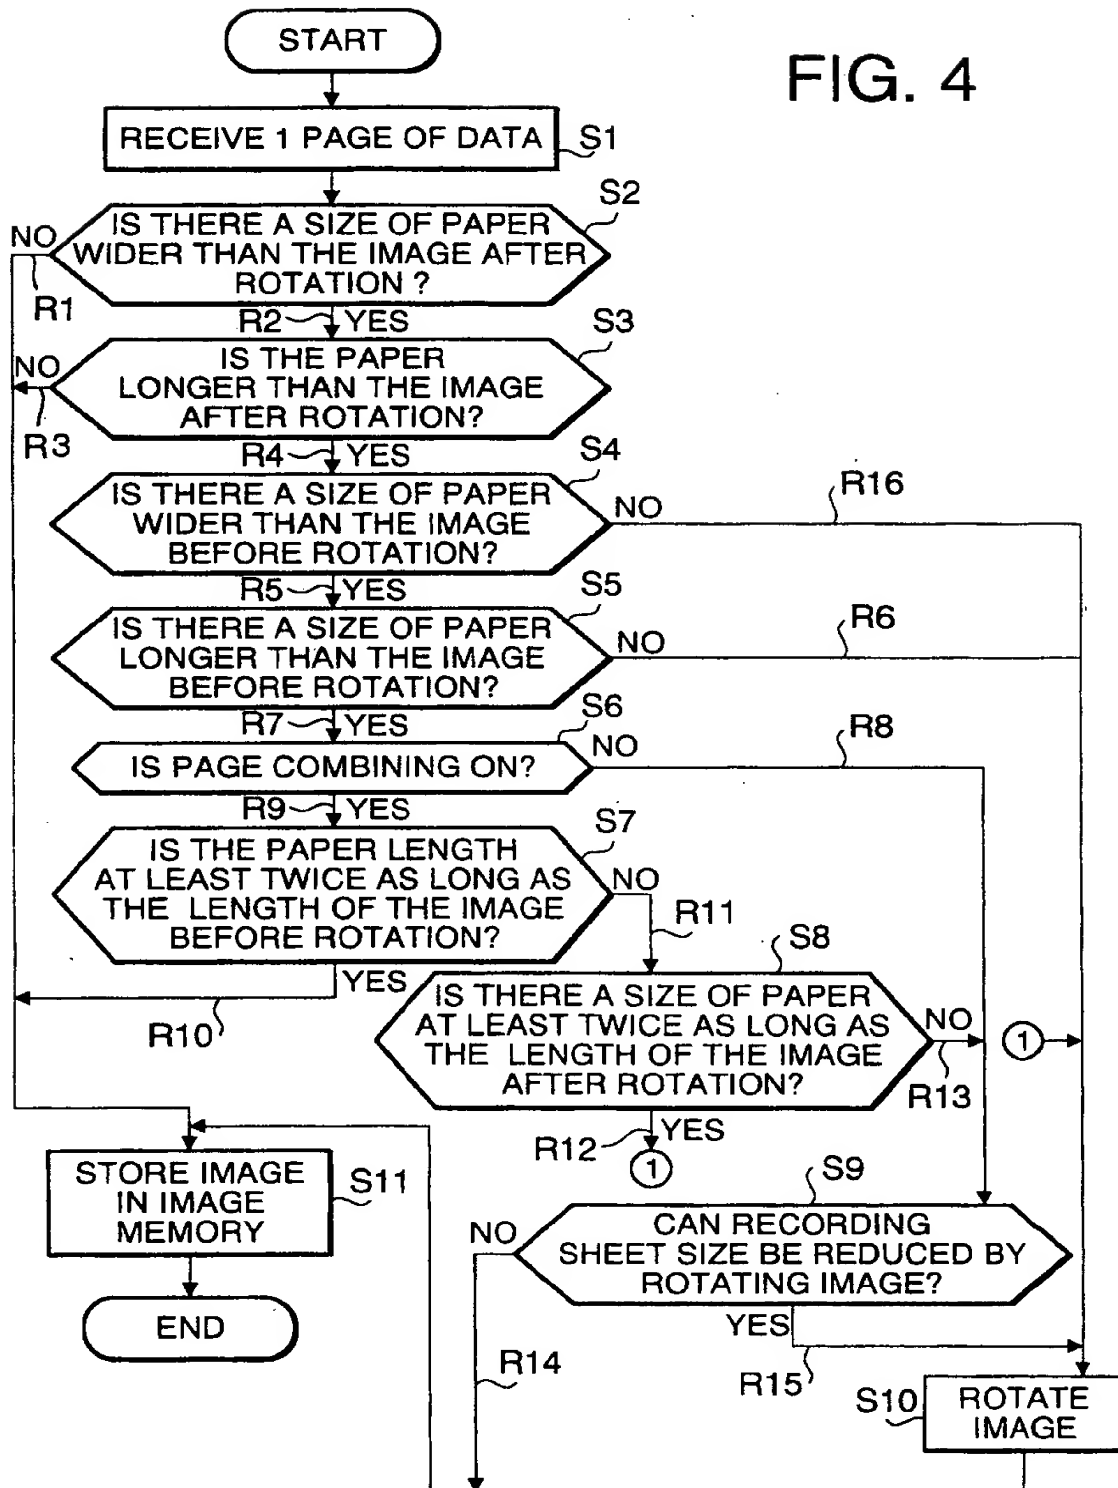 START
FIG. 4
RECEIVE 1 PAGE OF DATA
S1
S2
IS THERE A SIZE OF PAPER
WIDER THAN THE IMAGE AFTER
ROTATION ?
NO
R1
R2
YES
S3
IS THE PAPER
LONGER THAN THE IMAGE
AFTER ROTATION?
NO
R3
R4
YES
S4
IS THERE A SIZE OF PAPER
WIDER THAN THE IMAGE
BEFORE ROTATION?
NO
R16
R5
YES
S5
IS THERE A SIZE OF PAPER
LONGER THAN THE IMAGE
BEFORE ROTATION?
NO
R6
R7
YES
S6
IS PAGE COMBINING ON?
NO
R8
R9
YES
S7
IS THE PAPER LENGTH
AT LEAST TWICE AS LONG AS
THE LENGTH OF THE IMAGE
BEFORE ROTATION?
NO
R11
YES
R10
S8
IS THERE A SIZE OF PAPER
AT LEAST TWICE AS LONG AS
THE LENGTH OF THE IMAGE
AFTER ROTATION?
NO
R13
1
R12
YES
1
STORE IMAGE
IN IMAGE
MEMORY
S11
END
S9
CAN RECORDING
SHEET SIZE BE REDUCED BY
ROTATING IMAGE?
NO
R14
YES
R15
S10
ROTATE
IMAGE